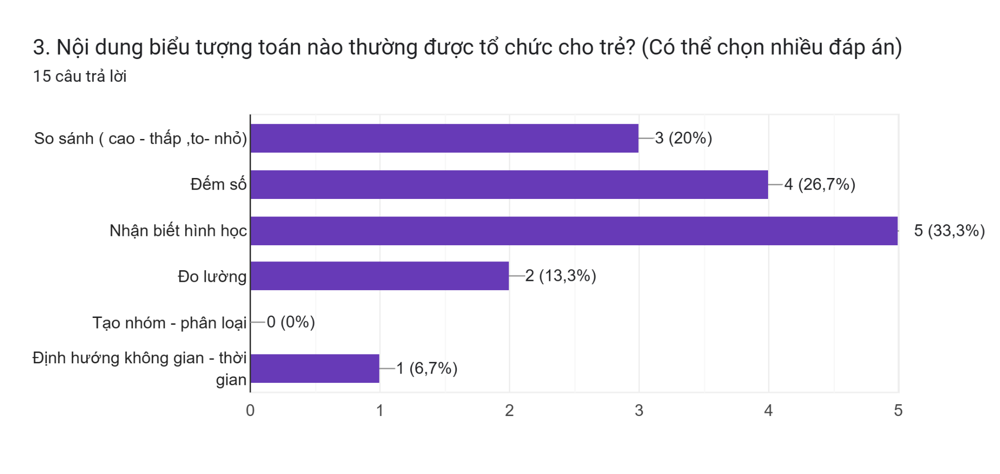 3. Nội dung biểu tượng toán nào thường được tổ chức cho trẻ? (Có thể chọn nhiều đáp án)
15 câu trả lời
So sánh ( cao - thấp ,to- nhỏ)
3 (20%)
Đếm số
4 (26,7%)
Nhận biết hình học
5 (33,3%)
Đo lường
2 (13,3%)
Tạo nhóm - phân loại
0 (0%)
Định hướng không gian - thời
gian
1 (6,7%)
0 1 2 3 4 5